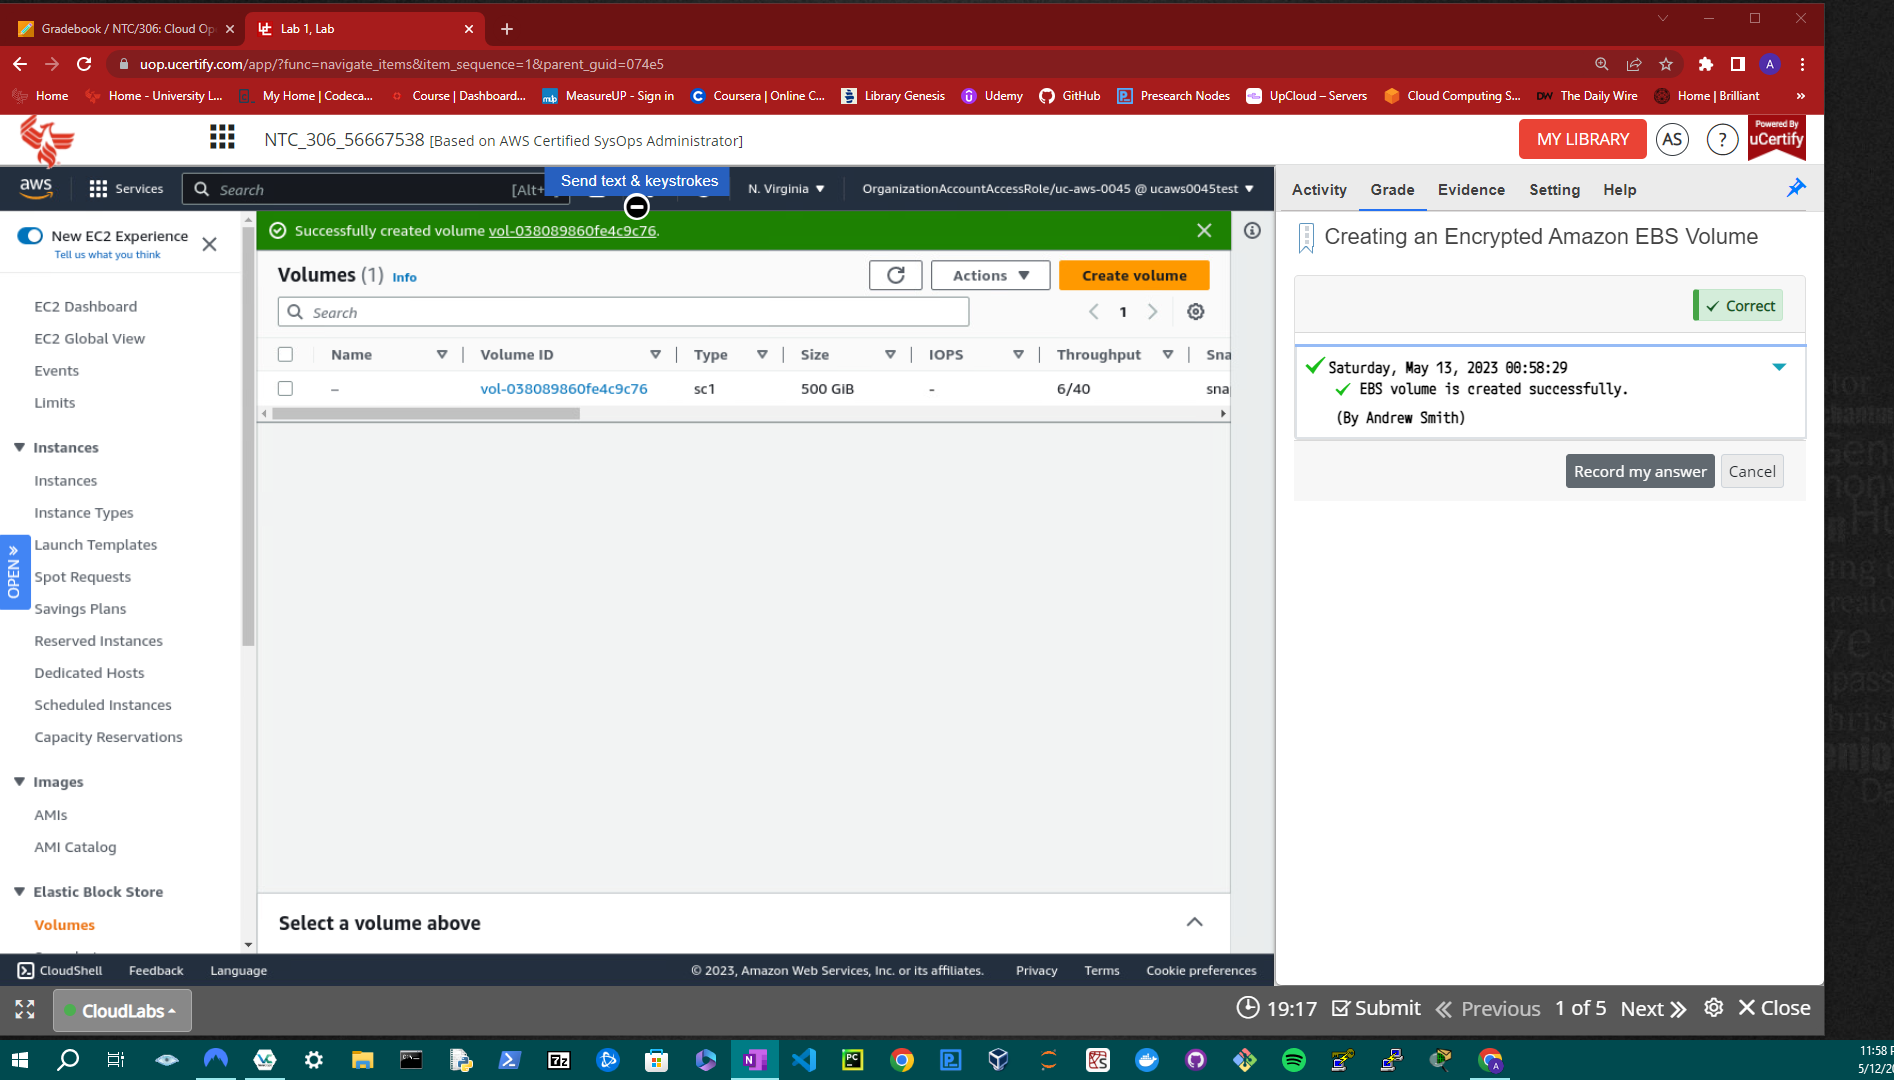 Gradebook / NTC/306: Cloud Op
Lab 1, Lab
uop.ucertify.com/app/?func=navigate_items&item_sequence=1&parent_guid=074e5
Home
Home - University L...
My Home | Codeca...
Course | Dashboard...
MeasureUP - Sign in
Coursera | Online C...
Library Genesis
Udemy
GitHub
Presearch Nodes
UpCloud – Servers
Cloud Computing S...
DW The Daily Wire
Home | Brilliant
NTC_306_56667538 [Based on AWS Certified SysOps Administrator]
MY LIBRARY
AS
?
Powered By
uCertify
aws
Services
Search
[Alt+
Send text & keystrokes
N. Virginia
OrganizationAccountAccessRole/uc-aws-0045 @ ucaws0045test
Activity
Grade
Evidence
Setting
Help
New EC2 Experience
Tell us what you think
Successfully created volume vol-038089860fe4c9c76.
Creating an Encrypted Amazon EBS Volume
Volumes (1) Info
Actions
Create volume
Search
1
Correct
Name
Volume ID
Type
Size
IOPS
Throughput
Sna
– vol-038089860fe4c9c76 sc1 500 GiB - 6/40 sna
Saturday, May 13, 2023 00:58:29
EBS volume is created successfully.
(By Andrew Smith)
Record my answer
Cancel
EC2 Dashboard
EC2 Global View
Events
Limits
Instances
Instances
Instance Types
Launch Templates
Spot Requests
Savings Plans
Reserved Instances
Dedicated Hosts
Scheduled Instances
Capacity Reservations
OPEN
Images
AMIs
AMI Catalog
Elastic Block Store
Volumes
Select a volume above
CloudShell
Feedback
Language
© 2023, Amazon Web Services, Inc. or its affiliates.
Privacy
Terms
Cookie preferences
CloudLabs
19:17
Submit
Previous
1 of 5
Next
Close
11:58 P
5/12/20